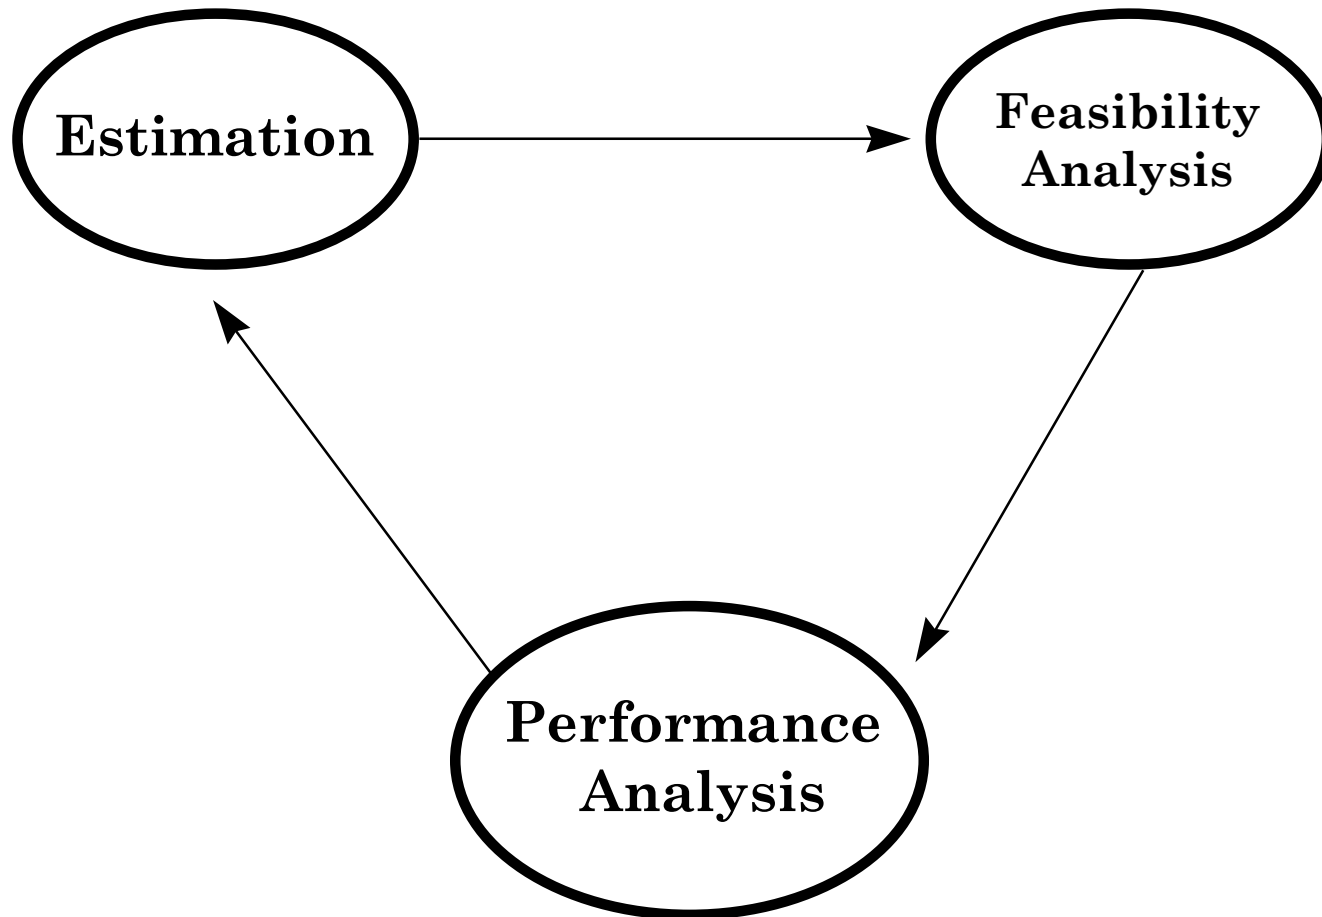 Estimation
Feasibility
Analysis
Performance
Analysis